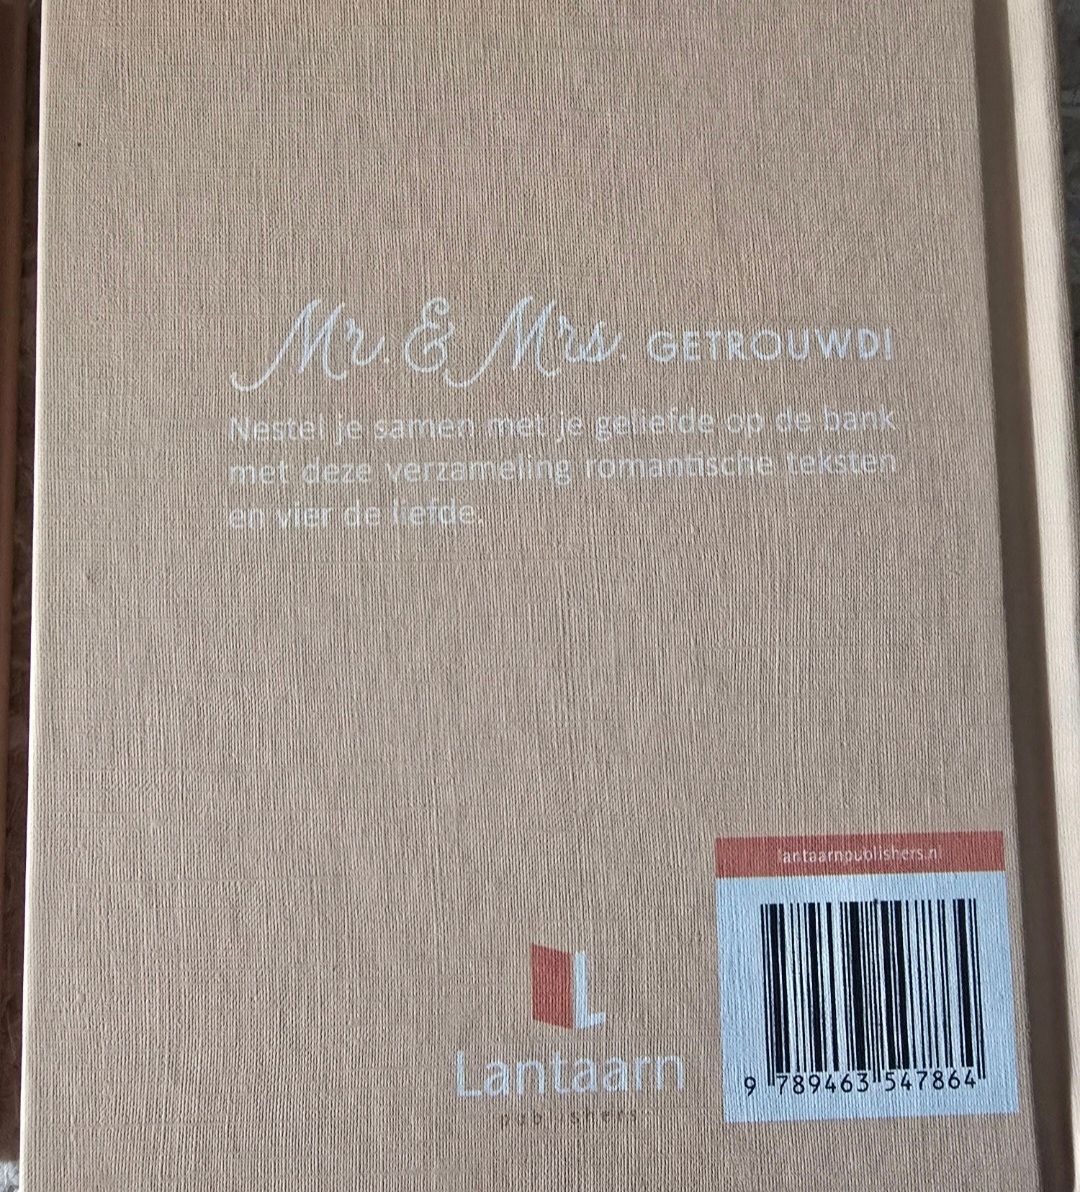 Mr. & Mrs. GETROUWD!
Nestel je samen met je geliefde op de bank
met deze verzameling romantische teksten
en vier de liefde.
lantaarnpublishers.nl
Lantaarn
publishers
9 789463 547864